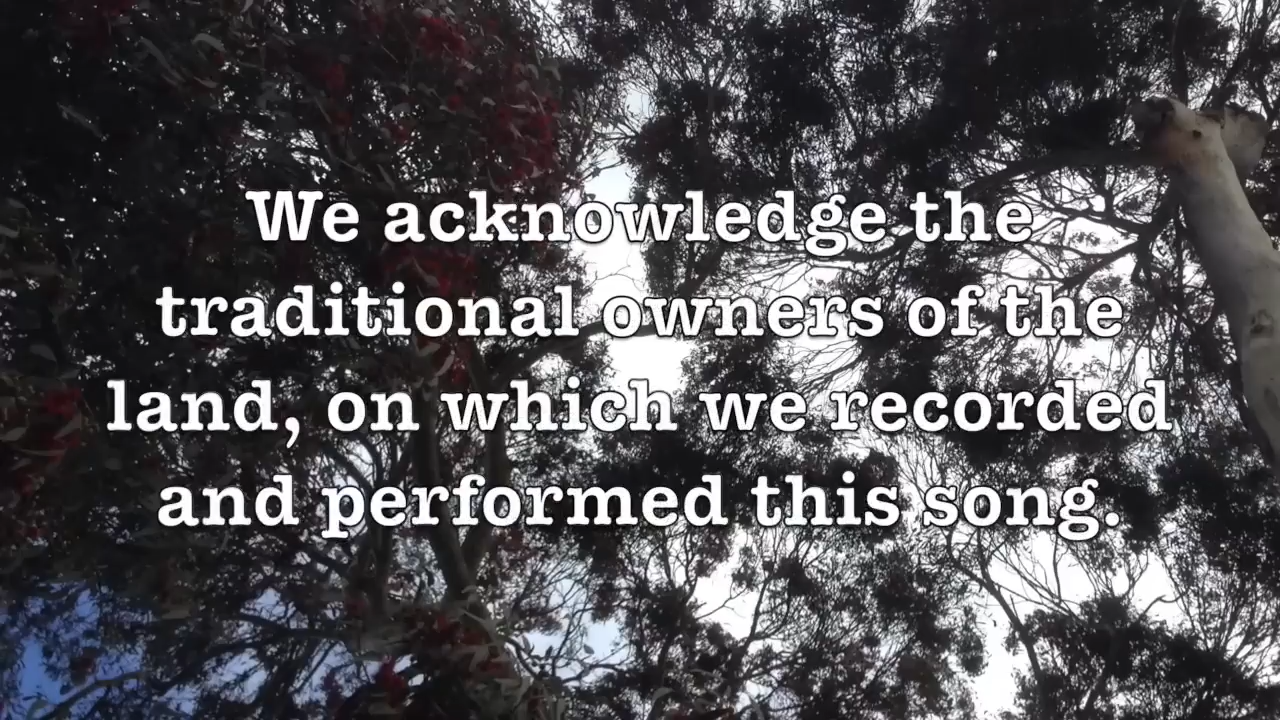 We acknowledge the
traditional owners of the
land, on which we recorded
and performed this song.